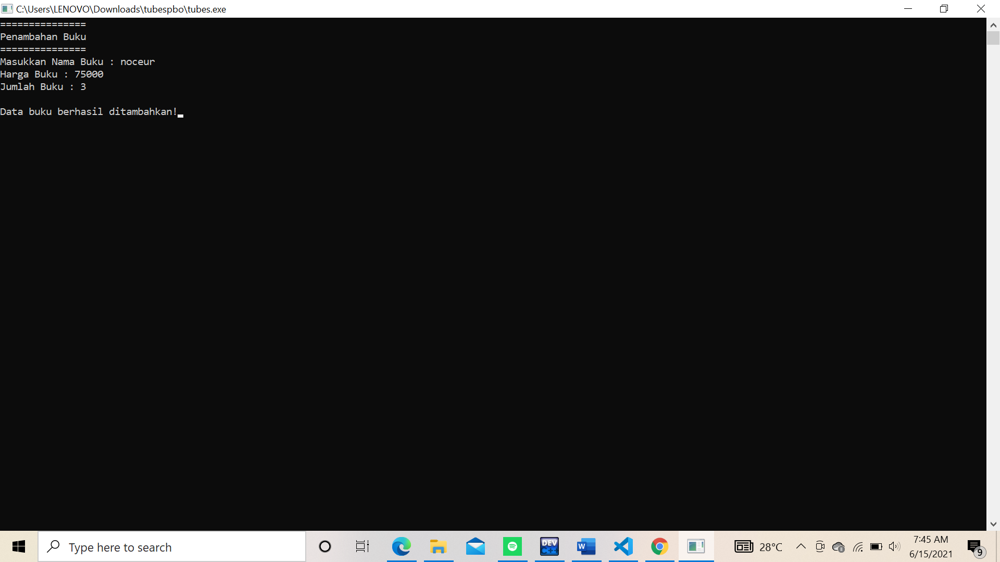 C:\Users\LENOVO\Downloads\tubespbo\tubes.exe
===============
Penambahan Buku
===============
Masukkan Nama Buku : noceur
Harga Buku : 75000
Jumlah Buku : 3
Data buku berhasil ditambahkan!
Type here to search
DEV
C++
W
28°C
7:45 AM
6/15/2021
9